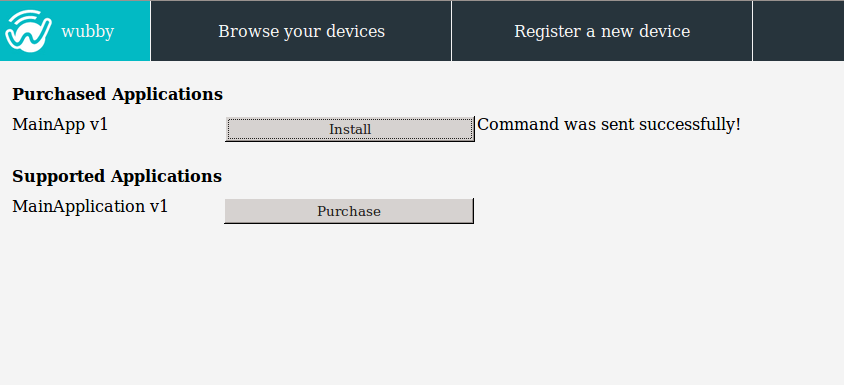 wubby
Browse your devices
Register a new device
Purchased Applications
MainApp v1
Install
Command was sent successfully!
Supported Applications
MainApplication v1
Purchase